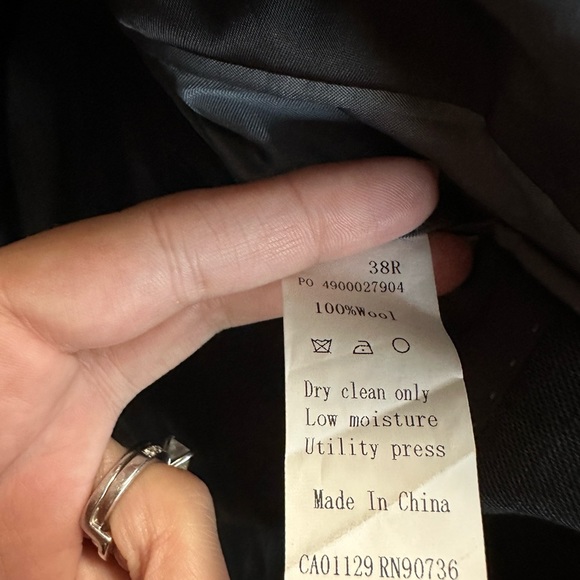 38R
PO 4900027904
100%Wool
Dry clean only
Low moisture
Utility press
Made In China
CA01129 RN90736